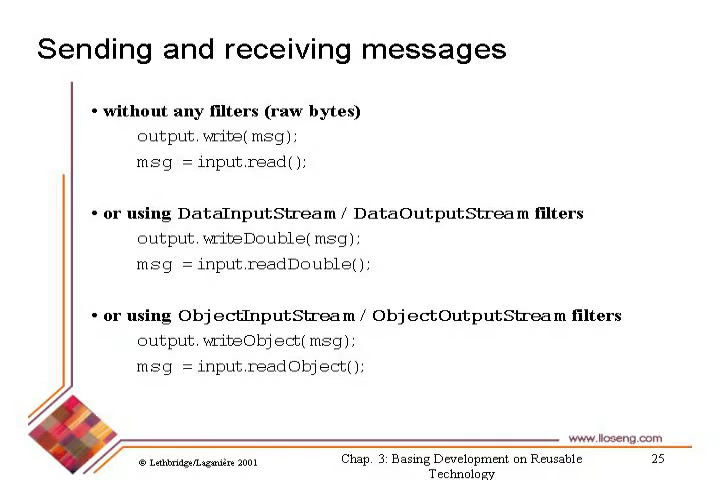 Sending and receiving messages
• without any filters (raw bytes)
output.write(msg);
msg = input.read();
• or using DataInputStream / DataOutputStream filters
output.writeDouble(msg);
msg = input.readDouble();
• or using ObjectInputStream / ObjectOutputStream filters
output.writeObject(msg);
msg = input.readObject();
www.lloseng.com
© Lethbridge/Laganière 2001
Chap. 3: Basing Development on Reusable
Technology
25